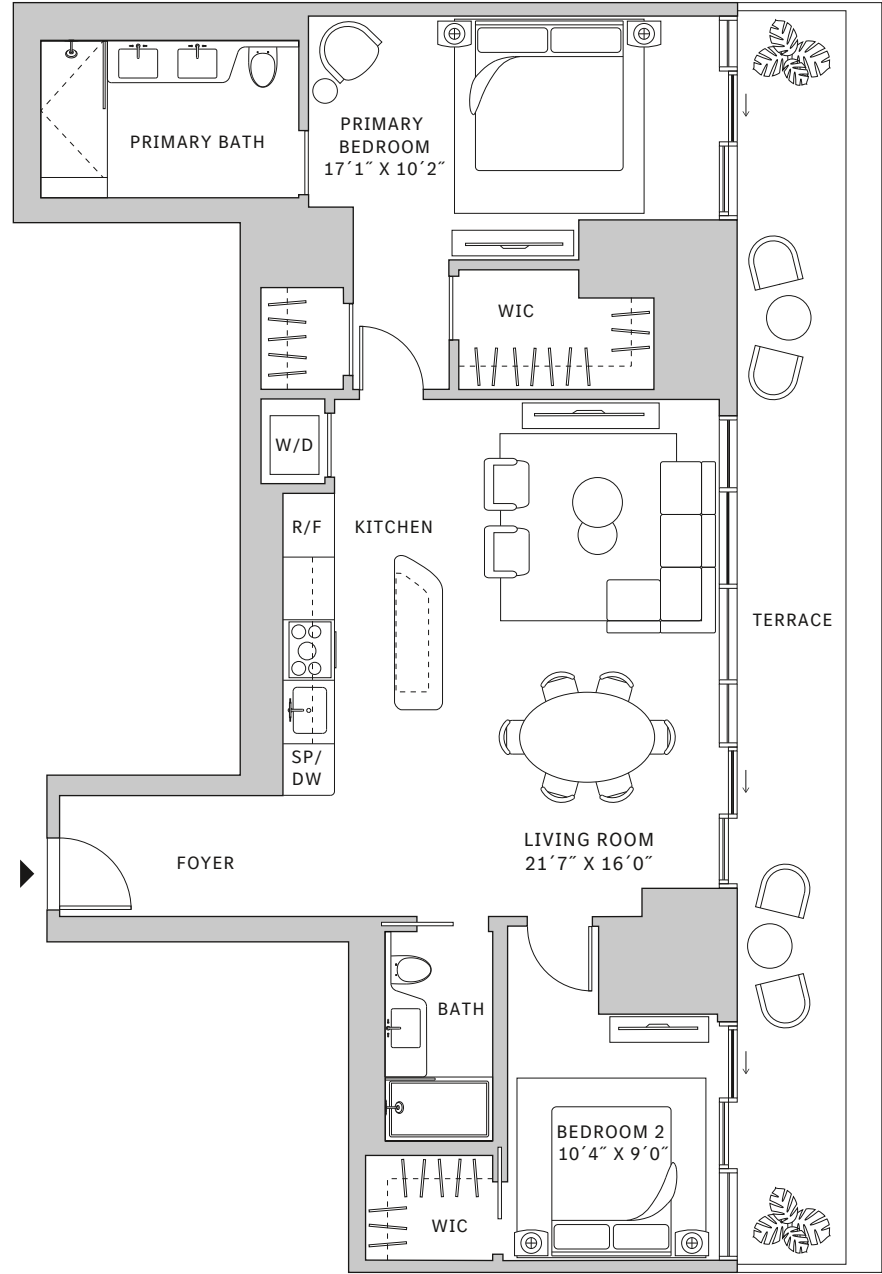 PRIMARY BATH
PRIMARY
BEDROOM
17´1˝ X 10´2˝
WIC
W/D
R/F
KITCHEN
TERRACE
SP/
DW
LIVING ROOM
21´7˝ X 16´0˝
FOYER
BATH
BEDROOM 2
10´4˝ X 9´0˝
WIC